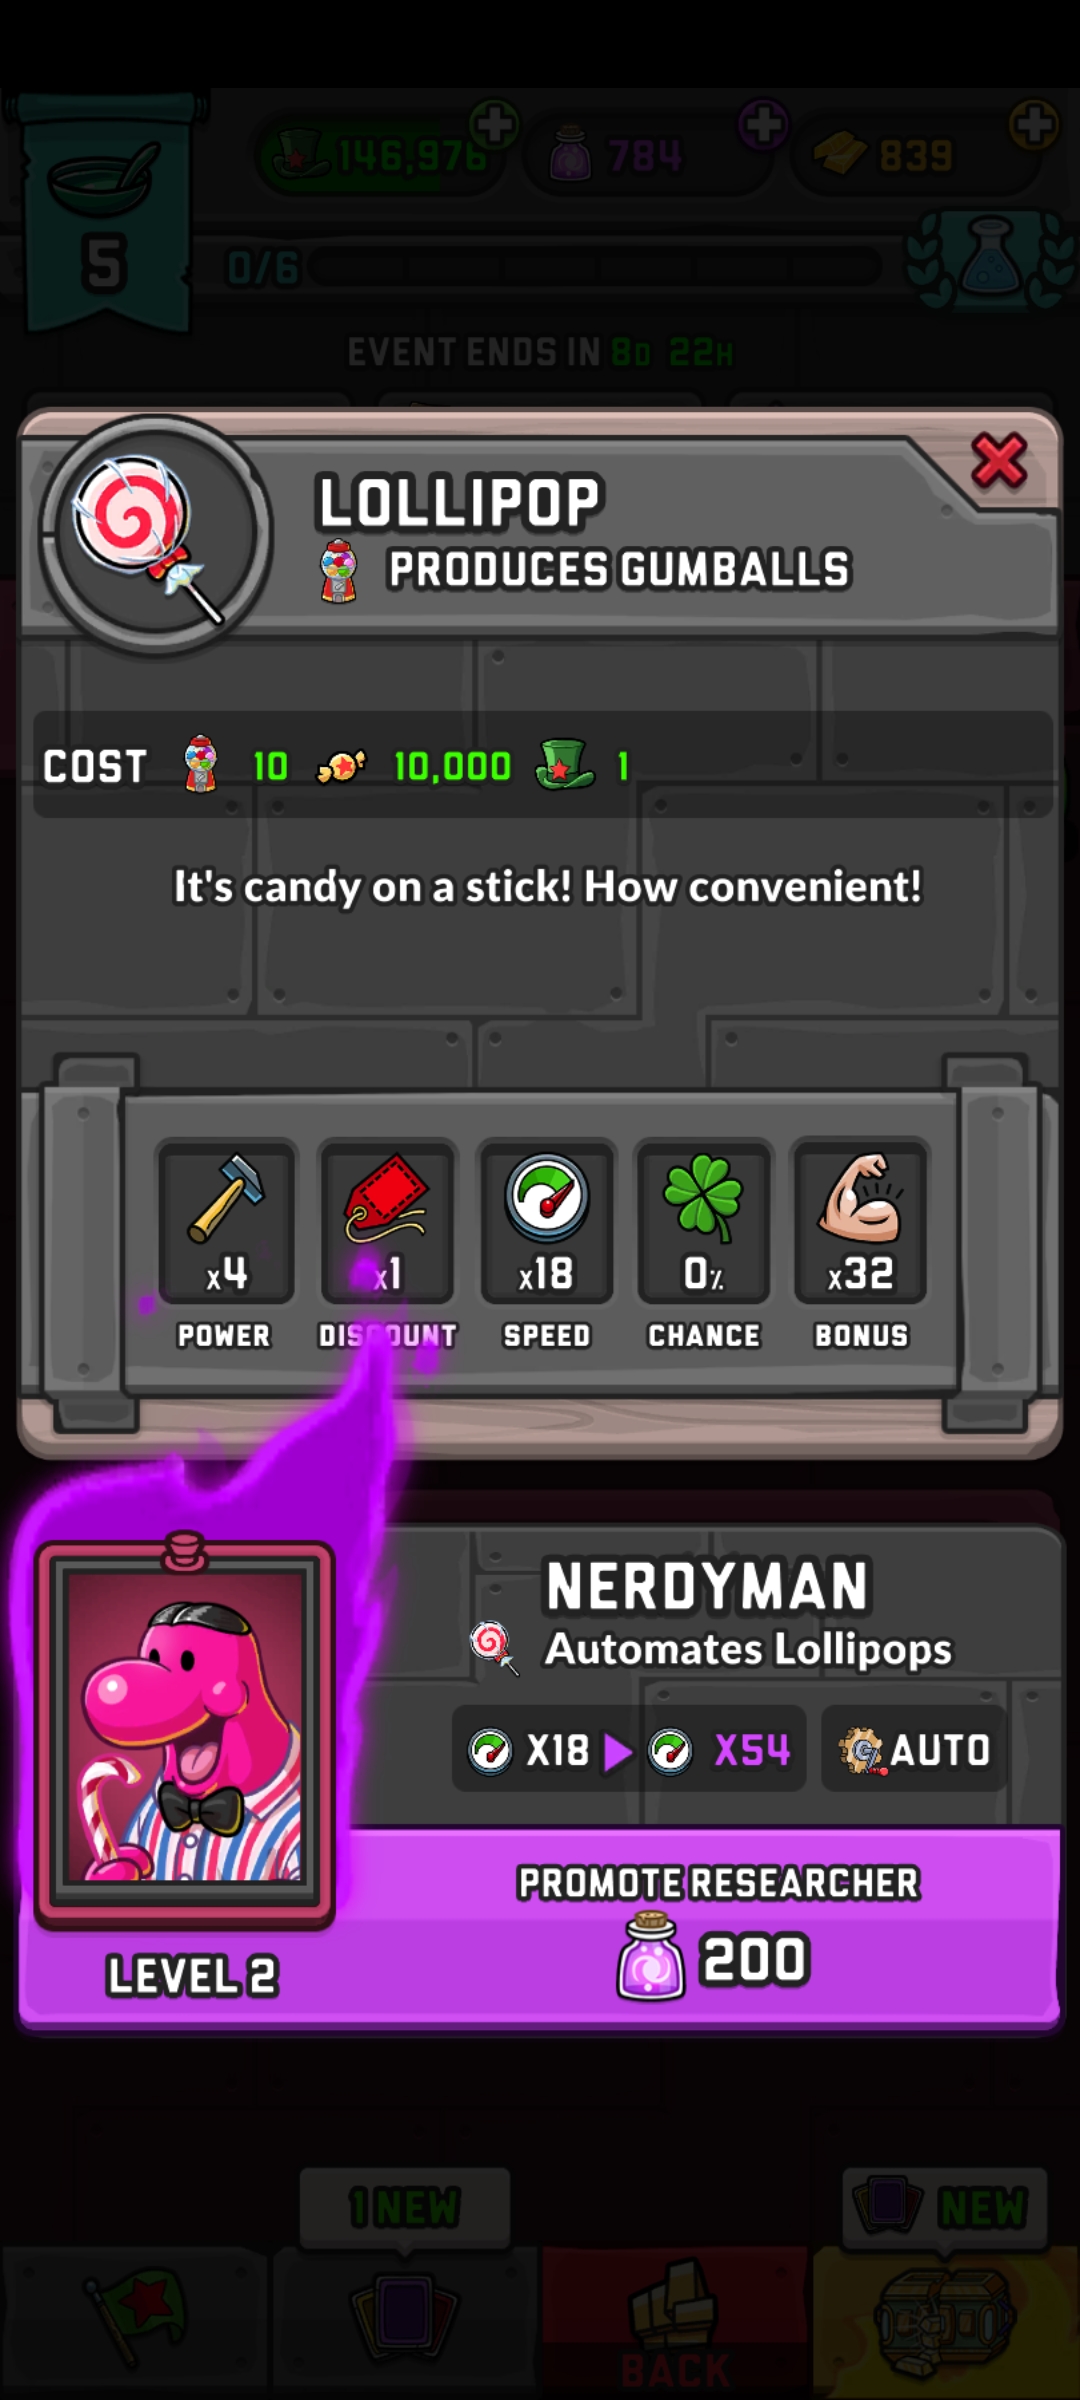 146,976
784
839
5
0/6
EVENT ENDS IN 8D 22H
LOLLIPOP
PRODUCES GUMBALLS
COST 10 10,000 1
It's candy on a stick! How convenient!
x4 x1 x18 0% x32
POWER DISCOUNT SPEED CHANCE BONUS
NERDYMAN
Automates Lollipops
X18 X54 AUTO
PROMOTE RESEARCHER
200
LEVEL 2
1 NEW
NEW
BACK